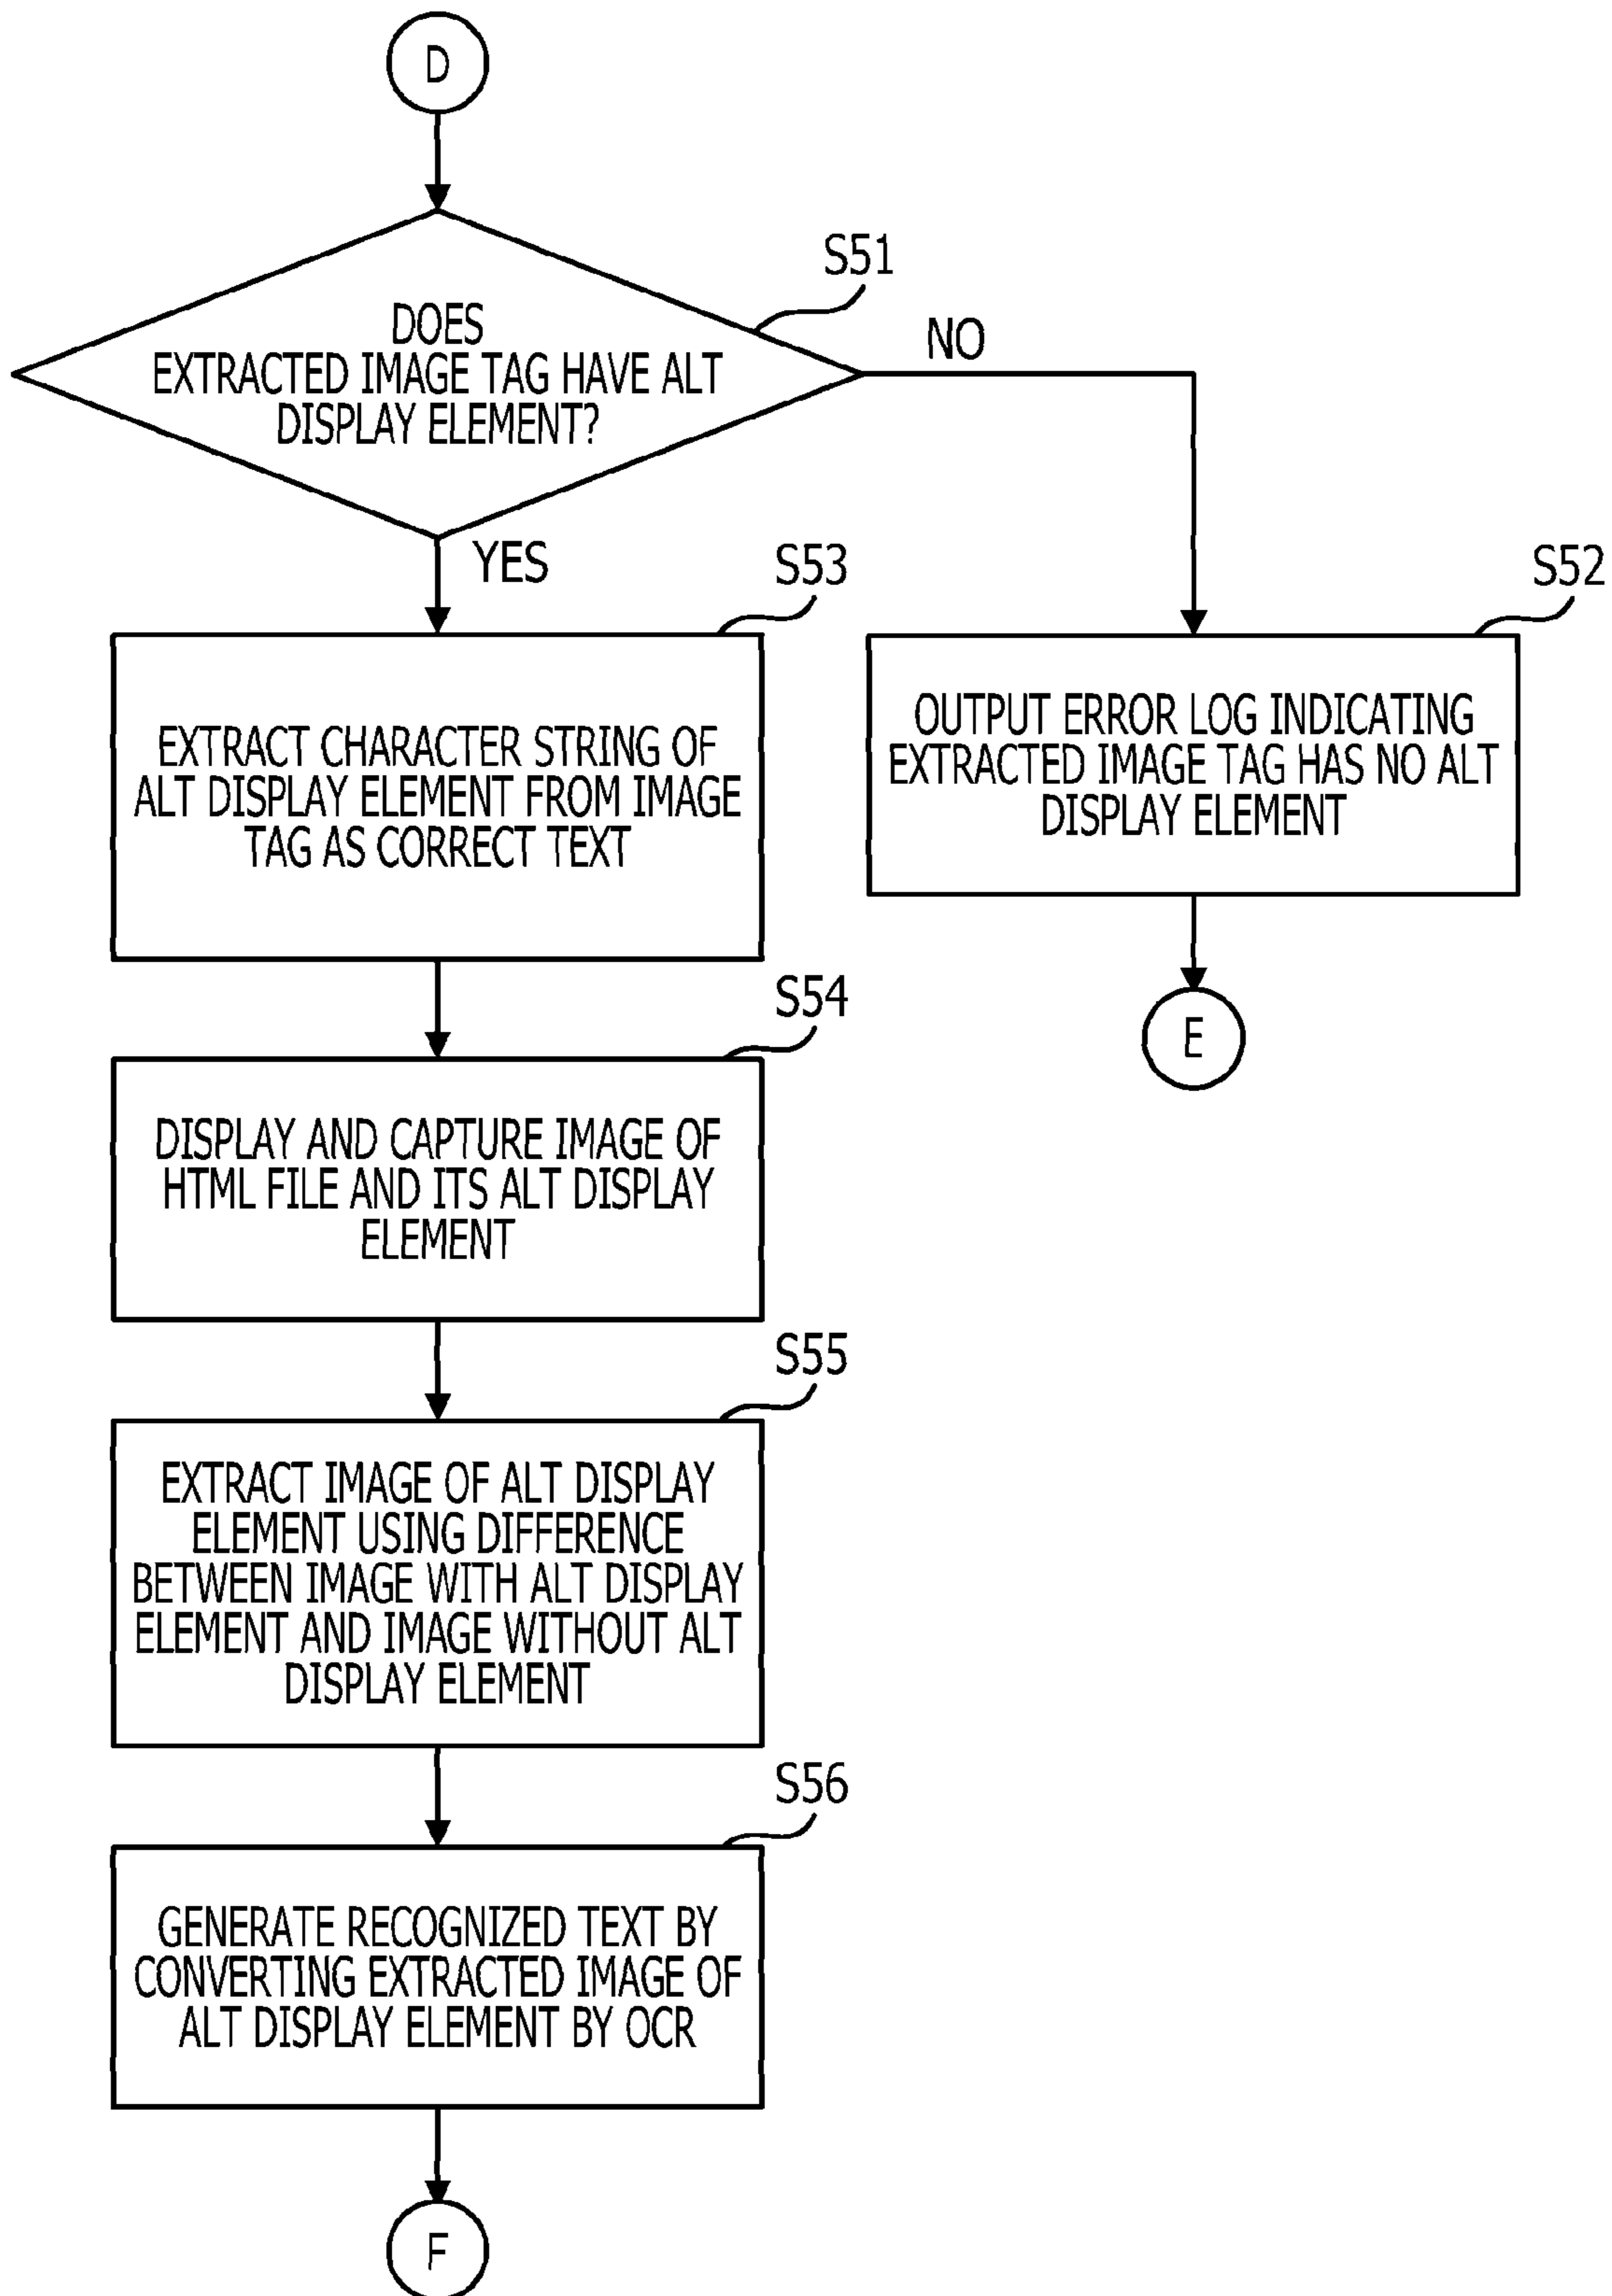 D
S51
DOES
EXTRACTED IMAGE TAG HAVE ALT
DISPLAY ELEMENT?
NO
YES
S53
EXTRACT CHARACTER STRING OF
ALT DISPLAY ELEMENT FROM IMAGE
TAG AS CORRECT TEXT
S52
OUTPUT ERROR LOG INDICATING
EXTRACTED IMAGE TAG HAS NO ALT
DISPLAY ELEMENT
E
S54
DISPLAY AND CAPTURE IMAGE OF
HTML FILE AND ITS ALT DISPLAY
ELEMENT
S55
EXTRACT IMAGE OF ALT DISPLAY
ELEMENT USING DIFFERENCE
BETWEEN IMAGE WITH ALT DISPLAY
ELEMENT AND IMAGE WITHOUT ALT
DISPLAY ELEMENT
S56
GENERATE RECOGNIZED TEXT BY
CONVERTING EXTRACTED IMAGE OF
ALT DISPLAY ELEMENT BY OCR
F